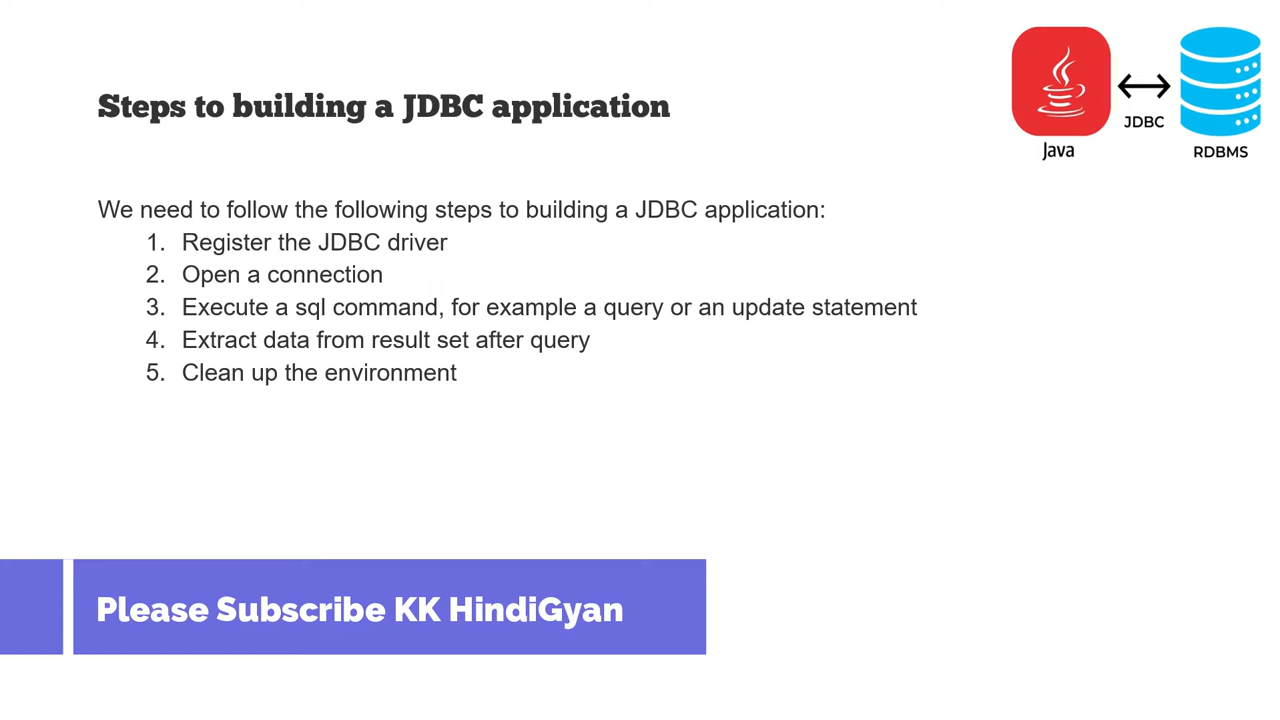 Steps to building a JDBC application
JDBC
Java
RDBMS
We need to follow the following steps to building a JDBC application:
1. Register the JDBC driver
2. Open a connection
3. Execute a sql command, for example a query or an update statement
4. Extract data from result set after query
5. Clean up the environment
Please Subscribe KK HindiGyan